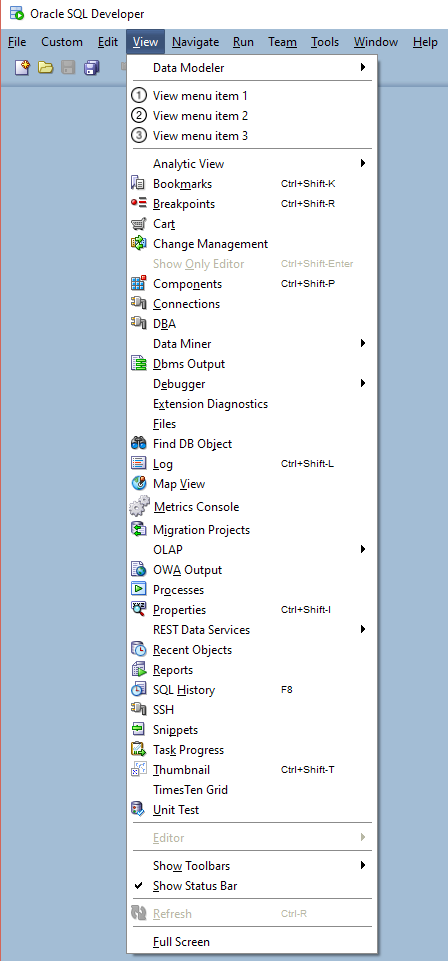 Oracle SQL Developer
File Custom Edit View Navigate Run Team Tools Window Help
Data Modeler
1 View menu item 1
2 View menu item 2
3 View menu item 3
Analytic View
Bookmarks Ctrl+Shift-K
Breakpoints Ctrl+Shift-R
Cart
Change Management
Show Only Editor Ctrl+Shift-Enter
Components Ctrl+Shift-P
Connections
DBA
Data Miner
Dbms Output
Debugger
Extension Diagnostics
Files
Find DB Object
Log Ctrl+Shift-L
Map View
Metrics Console
Migration Projects
OLAP
OWA Output
Processes
Properties Ctrl+Shift-I
REST Data Services
Recent Objects
Reports
SQL History F8
SSH
Snippets
Task Progress
Thumbnail Ctrl+Shift-T
TimesTen Grid
Unit Test
Editor
Show Toolbars
Show Status Bar
Refresh Ctrl-R
Full Screen